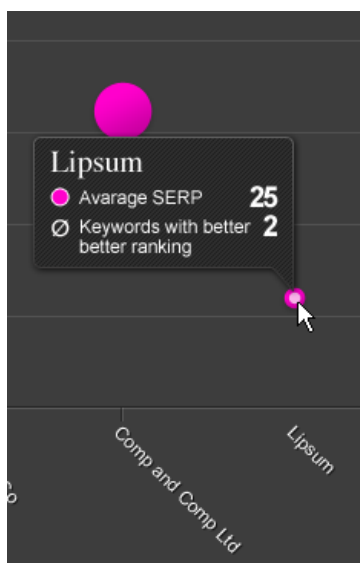 Lipsum
Avarage SERP 25
Keywords with better 2
better ranking
Comp and Comp Ltd
Lipsum